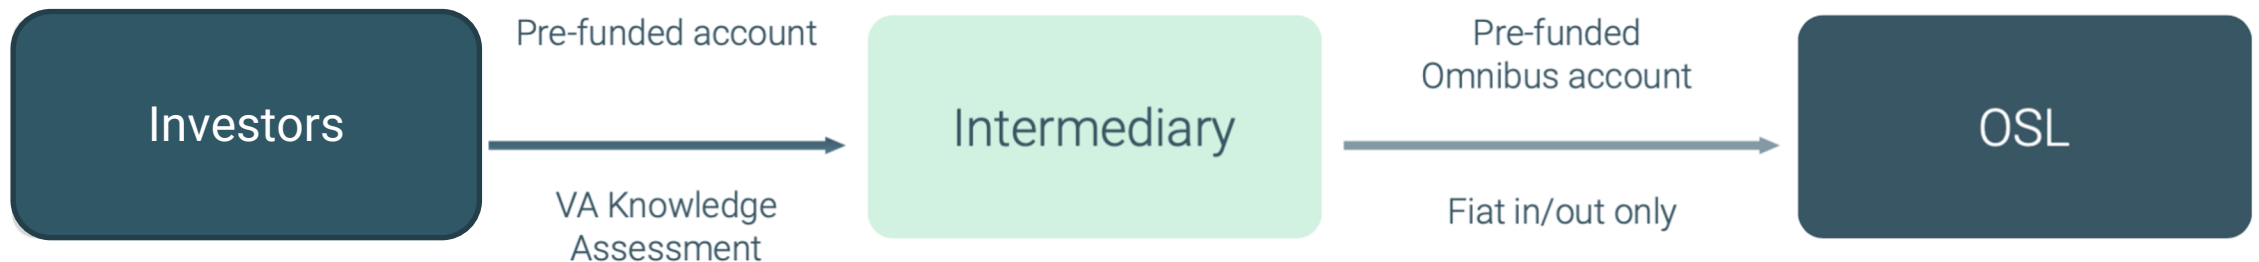 Investors
Pre-funded account
VA Knowledge
Assessment
Intermediary
Pre-funded
Omnibus account
Fiat in/out only
OSL